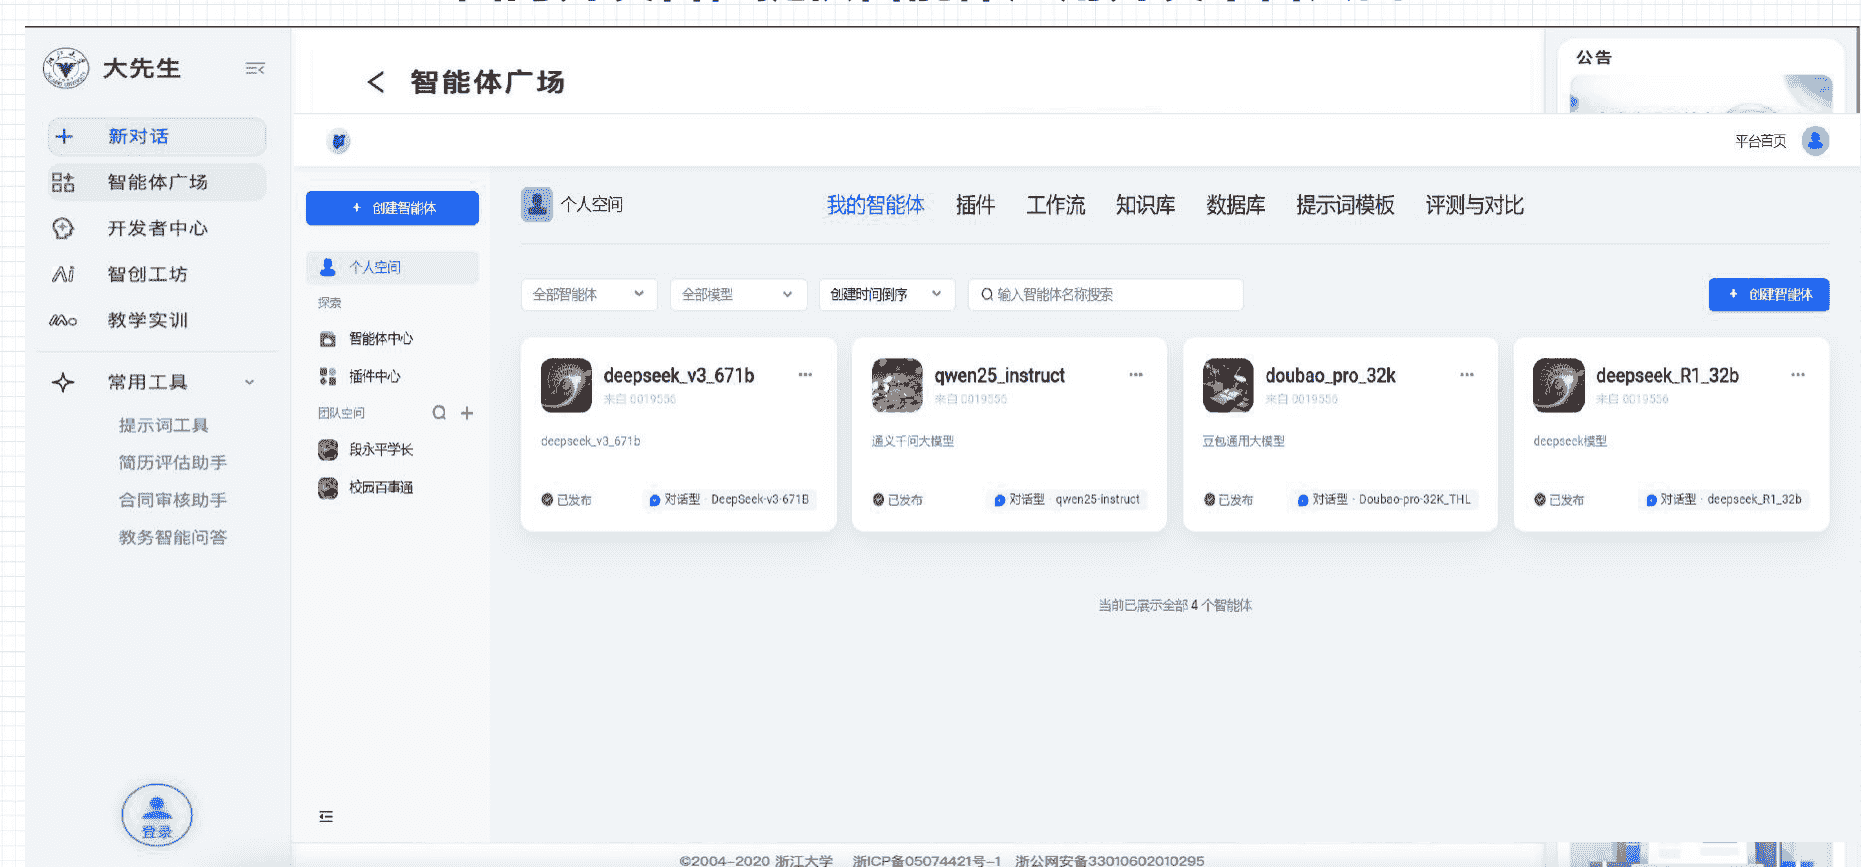 大先生
新对话
智能体广场
开发者中心
智创工坊
教学实训
常用工具
提示词工具
简历评估助手
合同审核助手
教务智能问答
登录
智能体广场
公告
平台首页
+ 创建智能体
个人空间
探索
智能体中心
插件中心
团队空间
段永平学长
校园百事通
个人空间
我的智能体 插件 工作流 知识库 数据库 提示词模板 评测与对比
全部智能体 全部模型 创建时间倒序 输入智能体名称搜索
+ 创建智能体
deepseek_v3_671b
来自 0019556
deepseek_v3_671b
已发布 对话型 · DeepSeek-v3-671B
qwen25_instruct
来自 0019556
通义千问大模型
已发布 对话型 · qwen25-instruct
doubao_pro_32k
来自 0019556
豆包通用大模型
已发布 对话型 · Doubao-pro-32K_THL
deepseek_R1_32b
来自 0019556
deepseek模型
已发布 对话型 · deepseek_R1_32b
当前已展示全部 4 个智能体
©2004-2020 浙江大学 浙ICP备05074421号-1 浙公网安备33010602010295